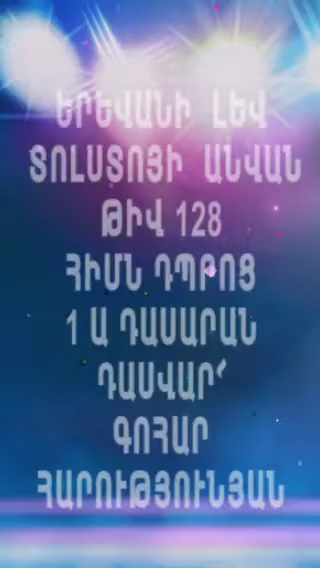 ԵՐԵՎԱՆԻ ԼԵՎ
ՏՈԼՍՏՈՅԻ ԱՆՎԱՆ
ԹԻՎ 128
ՀԻՄՆ ԴՊՐՈՑ
1 Ա ԴԱՍԱՐԱՆ
ԴԱՍՎԱՐ՛
ԳՈՀԱՐ
ՀԱՐՈՒԹՅՈՒՆՅԱՆ